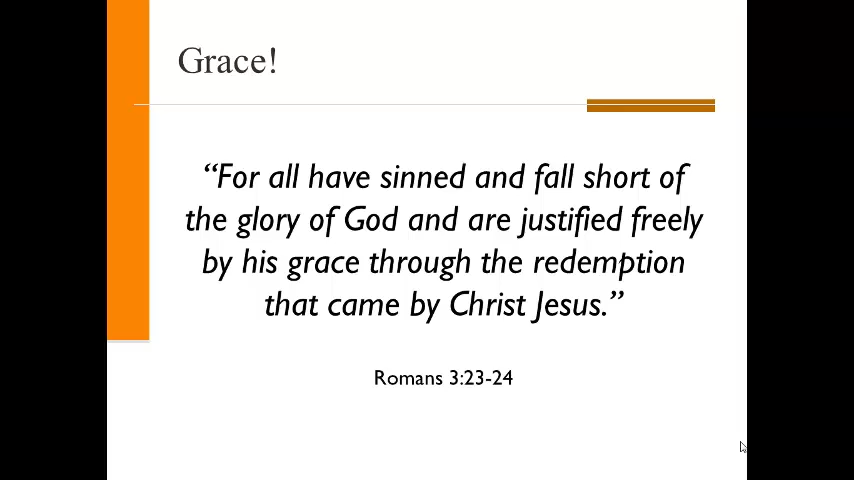 Grace!
“For all have sinned and fall short of
the glory of God and are justified freely
by his grace through the redemption
that came by Christ Jesus.”
Romans 3:23-24